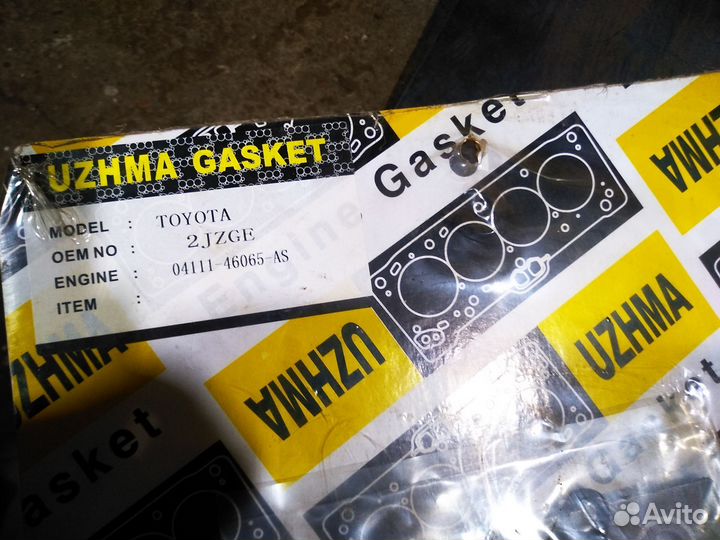 UZHMA GASKET
MODEL : TOYOTA
OEM NO : 2JZGE
ENGINE : 04111-46065-AS
ITEM :
Gasket
Engine
UZHMA
UZHMA
UZHMA
UZHMA
Gasket
Avito